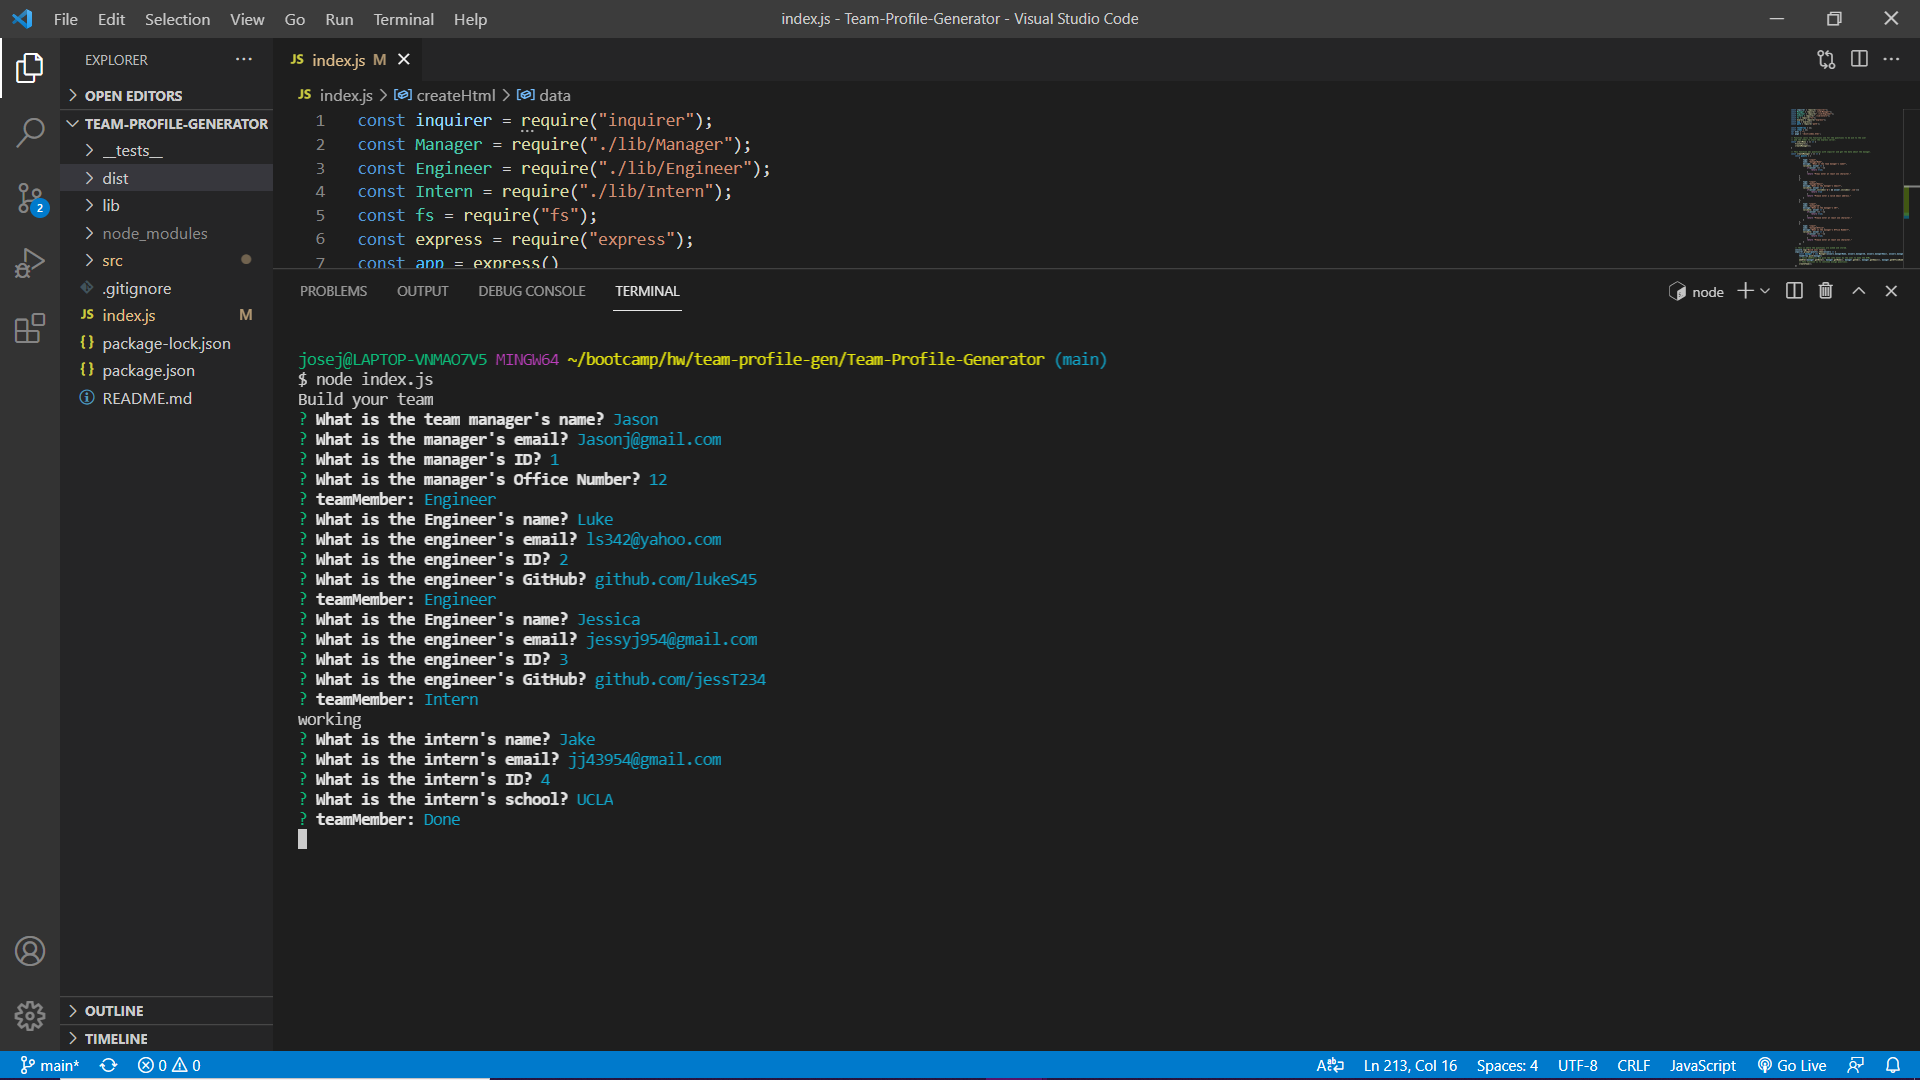 File Edit Selection View Go Run Terminal Help
index.js - Team-Profile-Generator - Visual Studio Code
EXPLORER
OPEN EDITORS
TEAM-PROFILE-GENERATOR
__tests__
dist
lib
node_modules
src
.gitignore
JS index.js M
{} package-lock.json
{} package.json
README.md
OUTLINE
TIMELINE
2
JS index.js M
JS index.js > createHtml > data
1 const inquirer = require("inquirer");
2 const Manager = require("./lib/Manager");
3 const Engineer = require("./lib/Engineer");
4 const Intern = require("./lib/Intern");
5 const fs = require("fs");
6 const express = require("express");
7 const app = express()
PROBLEMS OUTPUT DEBUG CONSOLE TERMINAL
node
josej@LAPTOP-VNMAO7V5 MINGW64 ~/bootcamp/hw/team-profile-gen/Team-Profile-Generator (main)
$ node index.js
Build your team
? What is the team manager's name? Jason
? What is the manager's email? Jasonj@gmail.com
? What is the manager's ID? 1
? What is the manager's Office Number? 12
? teamMember: Engineer
? What is the Engineer's name? Luke
? What is the engineer's email? ls342@yahoo.com
? What is the engineer's ID? 2
? What is the engineer's GitHub? github.com/lukeS45
? teamMember: Engineer
? What is the Engineer's name? Jessica
? What is the engineer's email? jessyj954@gmail.com
? What is the engineer's ID? 3
? What is the engineer's GitHub? github.com/jessT234
? teamMember: Intern
working
? What is the intern's name? Jake
? What is the intern's email? jj43954@gmail.com
? What is the intern's ID? 4
? What is the intern's school? UCLA
? teamMember: Done
main* 0 0
Ln 213, Col 16 Spaces: 4 UTF-8 CRLF JavaScript Go Live